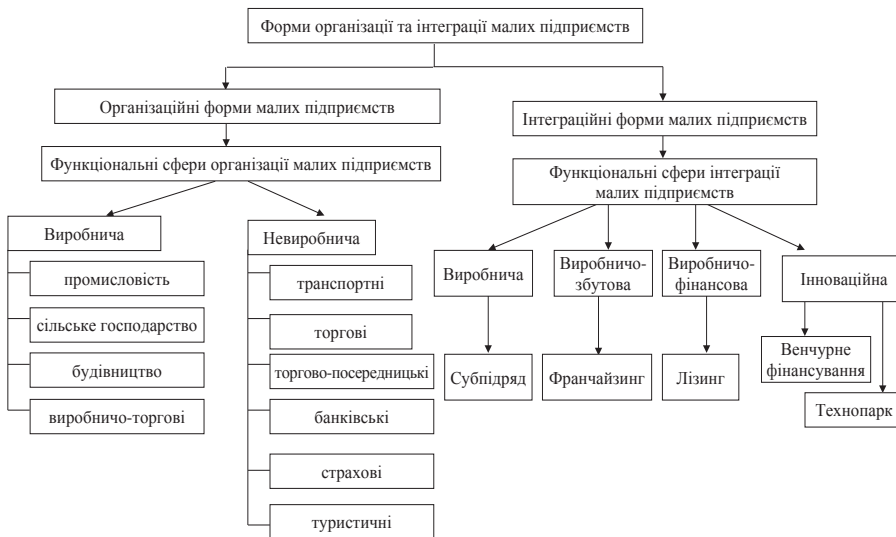 Форми організації та інтеграції малих підприємств
Організаційні форми малих підприємств
Функціональні сфери організації малих підприємств
Виробнича
промисловість
сільське господарство
будівництво
виробничо-торгові
Невиробнича
транспортні
торгові
торгово-посередницькі
банківські
страхові
туристичні
Інтеграційні форми малих підприємств
Функціональні сфери інтеграції
малих підприємств
Виробнича
Субпідряд
Виробничо-
збутова
Франчайзинг
Виробничо-
фінансова
Лізинг
Інноваційна
Венчурне
фінансування
Технопарк